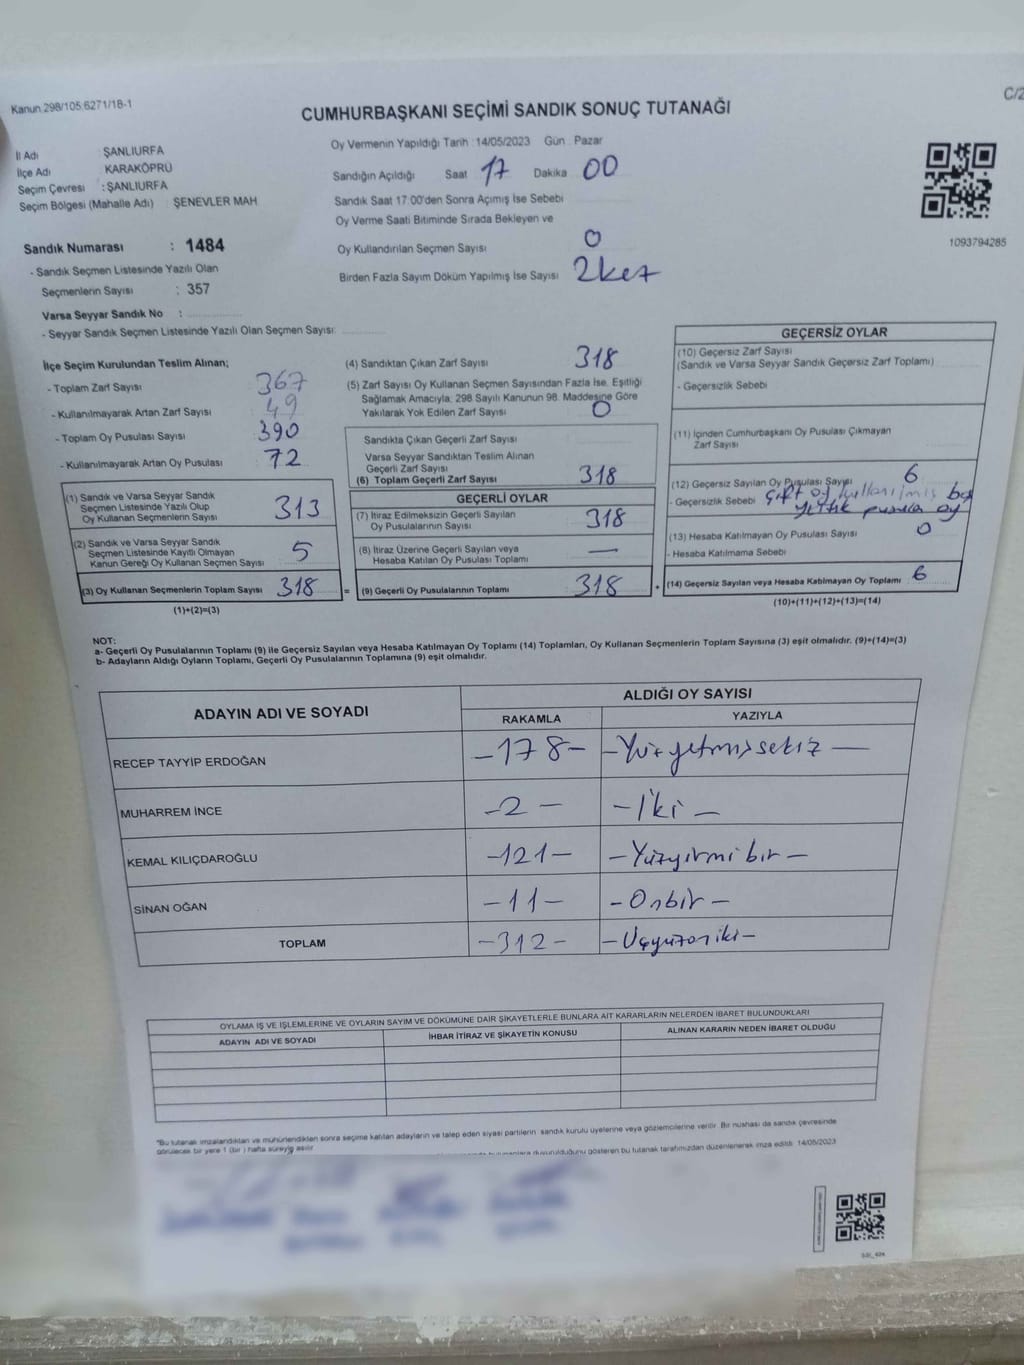 Kanun 298/105;6271/18-1
C/2
CUMHURBAŞKANI SEÇİMİ SANDIK SONUÇ TUTANAĞI
İl Adı : ŞANLIURFA
İlçe Adı : KARAKÖPRÜ
Seçim Çevresi : ŞANLIURFA
Seçim Bölgesi (Mahalle Adı) : ŞENEVLER MAH
Oy Vermenin Yapıldığı Tarih : 14/05/2023 Gün : Pazar
Sandığın Açıldığı Saat 17 Dakika 00
Sandık Saat 17:00'den Sonra Açımış İse Sebebi
Oy Verme Saati Bitiminde Sırada Bekleyen ve
Oy Kullandırılan Seçmen Sayısı 0
Birden Fazla Sayım Döküm Yapılmış İse Sayısı 2 kez
1093794285
Sandık Numarası : 1484
- Sandık Seçmen Listesinde Yazılı Olan
Seçmenlerin Sayısı : 357
Varsa Seyyar Sandık No :
- Seyyar Sandık Seçmen Listesinde Yazılı Olan Seçmen Sayısı:
İlçe Seçim Kurulundan Teslim Alınan;
- Toplam Zarf Sayısı 367
- Kullanılmayarak Artan Zarf Sayısı 49
- Toplam Oy Pusulası Sayısı 390
- Kullanılmayarak Artan Oy Pusulası 72
(1) Sandık ve Varsa Seyyar Sandık
Seçmen Listesinde Yazılı Olup
Oy Kullanan Seçmenlerin Sayısı 313
(2) Sandık ve Varsa Seyyar Sandık
Seçmen Listesinde Kayıtlı Olmayan
Kanun Gereği Oy Kullanan Seçmen Sayısı 5
(3) Oy Kullanan Seçmenlerin Toplam Sayısı 318
(1)+(2)=(3)
(4) Sandıktan Çıkan Zarf Sayısı 318
(5) Zarf Sayısı Oy Kullanan Seçmen Sayısından Fazla İse, Eşitliği
Sağlamak Amacıyla; 298 Sayılı Kanunun 98. Maddesine Göre
Yakılarak Yok Edilen Zarf Sayısı 0
Sandıkta Çıkan Geçerli Zarf Sayısı
Varsa Seyyar Sandıktan Teslim Alınan
Geçerli Zarf Sayısı
(6) Toplam Geçerli Zarf Sayısı 318
GEÇERLİ OYLAR
(7) İtiraz Edilmeksizin Geçerli Sayılan
Oy Pusulalarının Sayısı 318
(8) İtiraz Üzerine Geçerli Sayılan veya
Hesaba Katılan Oy Pusulası Toplamı —
= (9) Geçerli Oy Pusulalarının Toplamı 318 +
GEÇERSİZ OYLAR
(10) Geçersiz Zarf Sayısı
(Sandık ve Varsa Seyyar Sandık Geçersiz Zarf Toplamı)
- Geçersizlik Sebebi
(11) İçinden Cumhurbaşkanı Oy Pusulası Çıkmayan
Zarf Sayısı
(12) Geçersiz Sayılan Oy Pusulası Sayısı 6
- Geçersizlik Sebebi Çift oy kullanılmış boş
yırtık pusula oy
(13) Hesaba Katılmayan Oy Pusulası Sayısı 0
- Hesaba Katılmama Sebebi
(14) Geçersiz Sayılan veya Hesaba Katılmayan Oy Toplamı 6
(10)+(11)+(12)+(13)=(14)
NOT:
a- Geçerli Oy Pusulalarının Toplamı (9) ile Geçersiz Sayılan veya Hesaba Katılmayan Oy (14) Toplamları, Oy Kullanan Seçmenlerin Toplam Sayısına (3) eşit olmalıdır. (9)+(14)=(3)
b- Adayların Aldığı Oyların Toplamı, Geçerli Oy Pusulalarının Toplamına (9) eşit olmalıdır.
ADAYIN ADI VE SOYADI
ALDIĞI OY SAYISI
RAKAMLA YAZIYLA
RECEP TAYYİP ERDOĞAN -178- -Yüzyetmişsekiz-
MUHARREM İNCE -2- -İki-
KEMAL KILIÇDAROĞLU -121- -Yüzyirmi bir-
SİNAN OĞAN -11- -Onbir-
TOPLAM -312- -Üçyüzoniki-
OYLAMA İŞ VE İŞLEMLERİNE VE OYLARIN SAYIM VE DÖKÜMÜNE DAİR ŞİKAYETLERLE BUNLARA AİT KARARLARIN NELERDEN İBARET BULUNDUKLARI
ADAYIN ADI VE SOYADI İHBAR İTİRAZ VE ŞİKAYETİN KONUSU ALINAN KARARIN NEDEN İBARET OLDUĞU
*Bu tutanak imzalandıktan ve mühürlendikten sonra seçime katılan adayların ve talep eden siyasi partilerin sandık kurulu üyelerine veya gözlemcilerine verilir. Bir nushası da sandık çevresinde
görülecek bir yere 1 (bir) hafta süreyle asılır
duyurulduğunu gösteren bu tutanak tarafımızdan düzenlenerek imza edildi. 14/05/2023